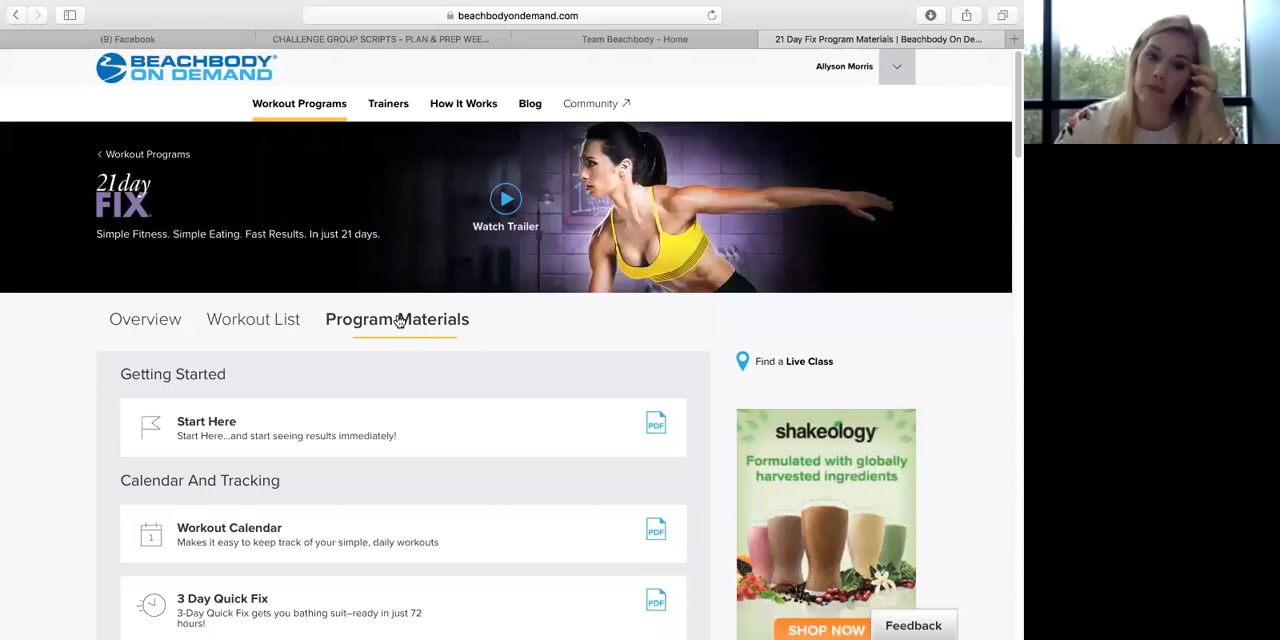 beachbodyondemand.com
(9) Facebook
CHALLENGE GROUP SCRIPTS - PLAN & PREP WEE...
Team Beachbody - Home
21 Day Fix Program Materials | Beachbody On De...
BEACHBODY
ON DEMAND
Allyson Morris
Workout Programs
Trainers
How It Works
Blog
Community
Workout Programs
21 day
FIX
Simple Fitness. Simple Eating. Fast Results. In just 21 days.
Watch Trailer
Overview
Workout List
Program Materials
Getting Started
Find a Live Class
Start Here
Start Here...and start seeing results immediately!
PDF
Calendar And Tracking
Workout Calendar
Makes it easy to keep track of your simple, daily workouts
1
PDF
3 Day Quick Fix
3-Day Quick Fix gets you bathing suit–ready in just 72
hours!
PDF
shakeology
Formulated with globally
harvested ingredients
SHOP NOW
Feedback